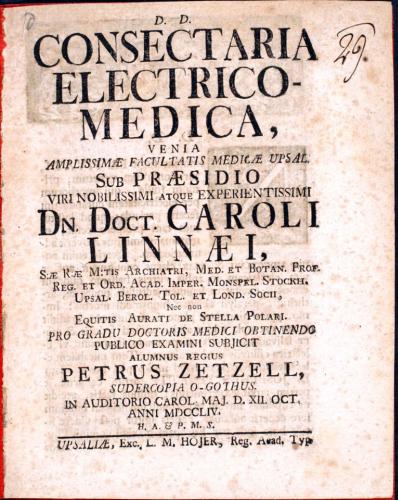 D. D.
29.
CONSECTARIA
ELECTRICO-
MEDICA,
VENIA
AMPLISSIMÆ FACULTATIS MEDICÆ UPSAL.
SUB PRÆSIDIO
VIRI NOBILISSIMI ATQUE EXPERIENTISSIMI
DN. DOCT. CAROLI
LINNÆI,
S:Æ R:Æ M:TIS ARCHIATRI, MED. ET BOTAN. PROF.
REG. ET ORD. ACAD. IMPER. MONSPEL. STOCKH.
UPSAL. BEROL. TOL. ET LOND. SOCII,
Nec non
EQUITIS AURATI DE STELLA POLARI.
PRO GRADU DOCTORIS MEDICI OBTINENDO
PUBLICO EXAMINI SUBJICIT
ALUMNUS REGIUS
PETRUS ZETZELL,
SUDERCOPIA O-GOTHUS.
IN AUDITORIO CAROL. MAJ. D. XII. OCT.
ANNI MDCCLIV.
H. A. & P. M. S.
UPSALIÆ, Exc. L. M. HÖJER, Reg. Acad. Typ.